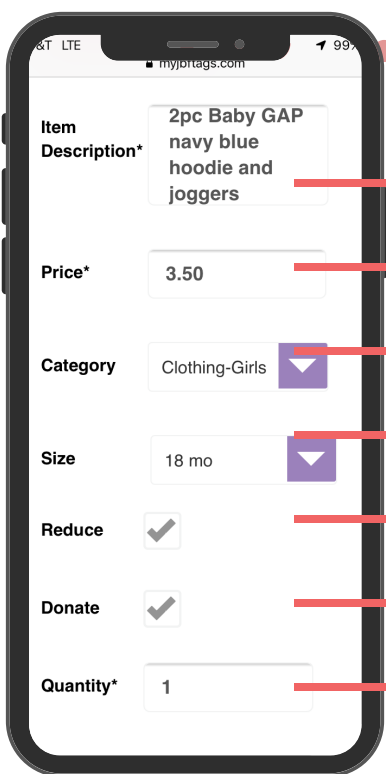 &T LTE
99%
myjbftags.com
Item
Description*
2pc Baby GAP
navy blue
hoodie and
joggers
Price*
3.50
Category
Clothing-Girls
Size
18 mo
Reduce
Donate
Quantity*
1